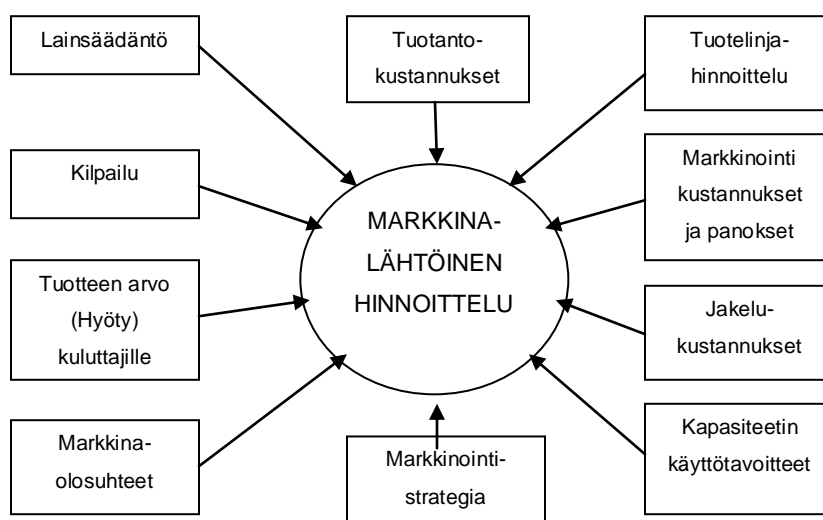 Lainsäädäntö
Tuotanto-
kustannukset
Tuotelinja-
hinnoittelu
Kilpailu
MARKKINA-
LÄHTÖINEN
HINNOITTELU
Markkinointi
kustannukset
ja panokset
Tuotteen arvo
(Hyöty)
kuluttajille
Jakelu-
kustannukset
Markkina-
olosuhteet
Markkinointi-
strategia
Kapasiteetin
käyttötavoitteet